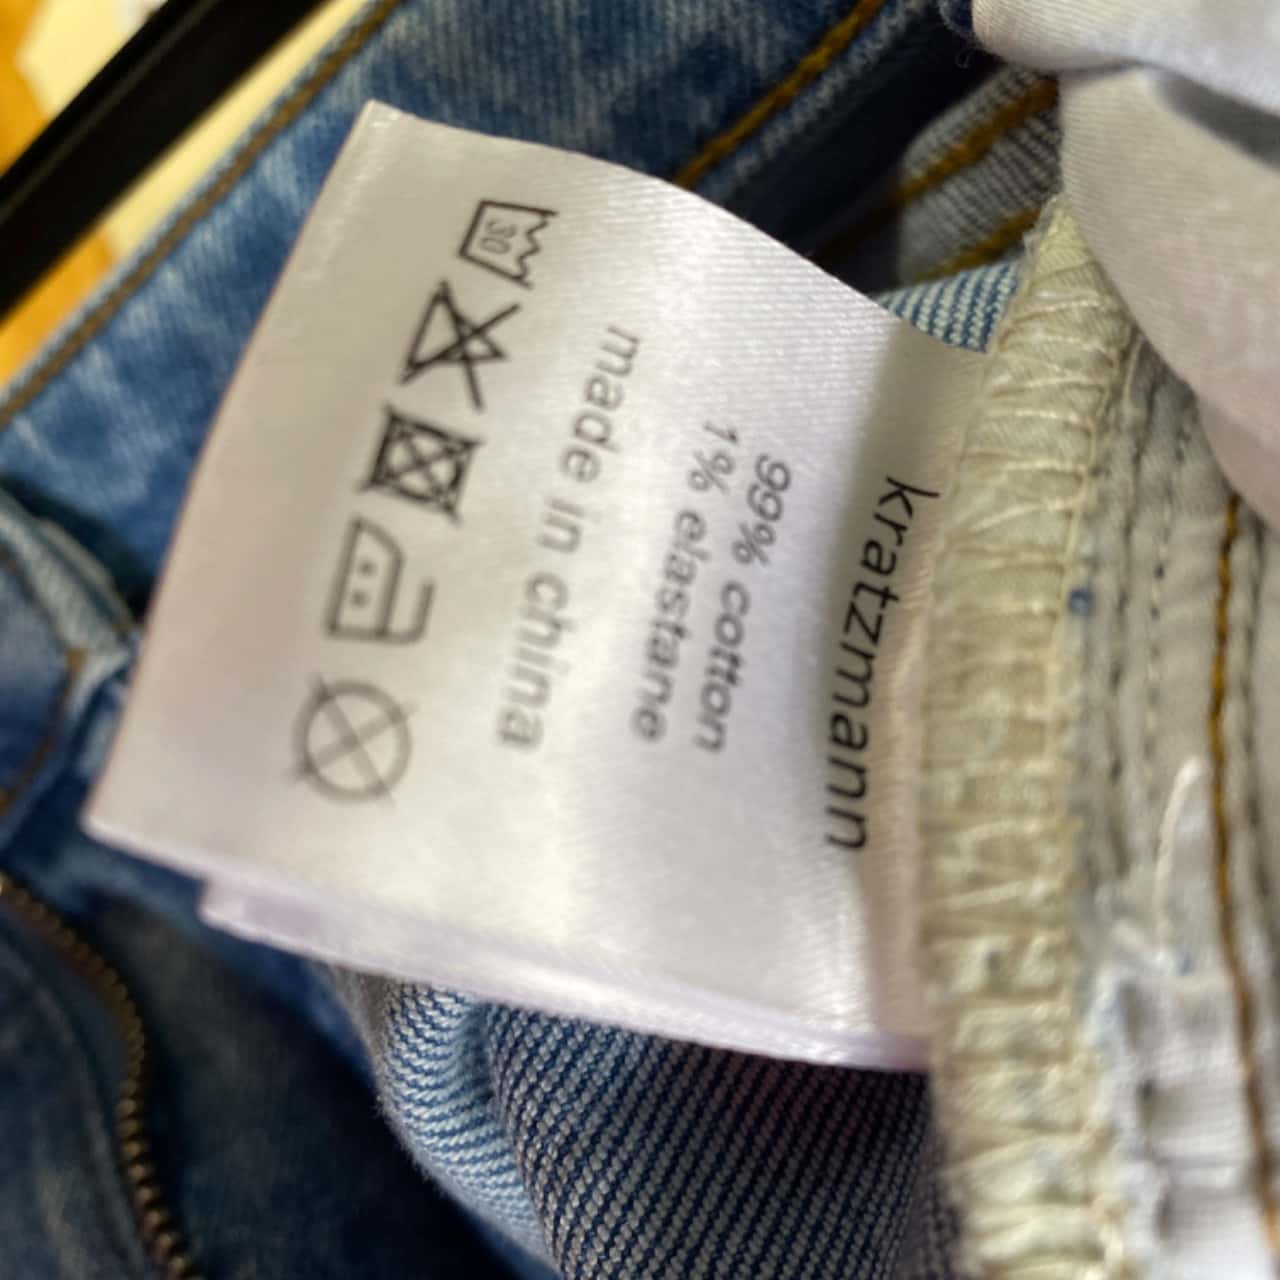 kratzmann
99% cotton
1% elastane
made in china
30